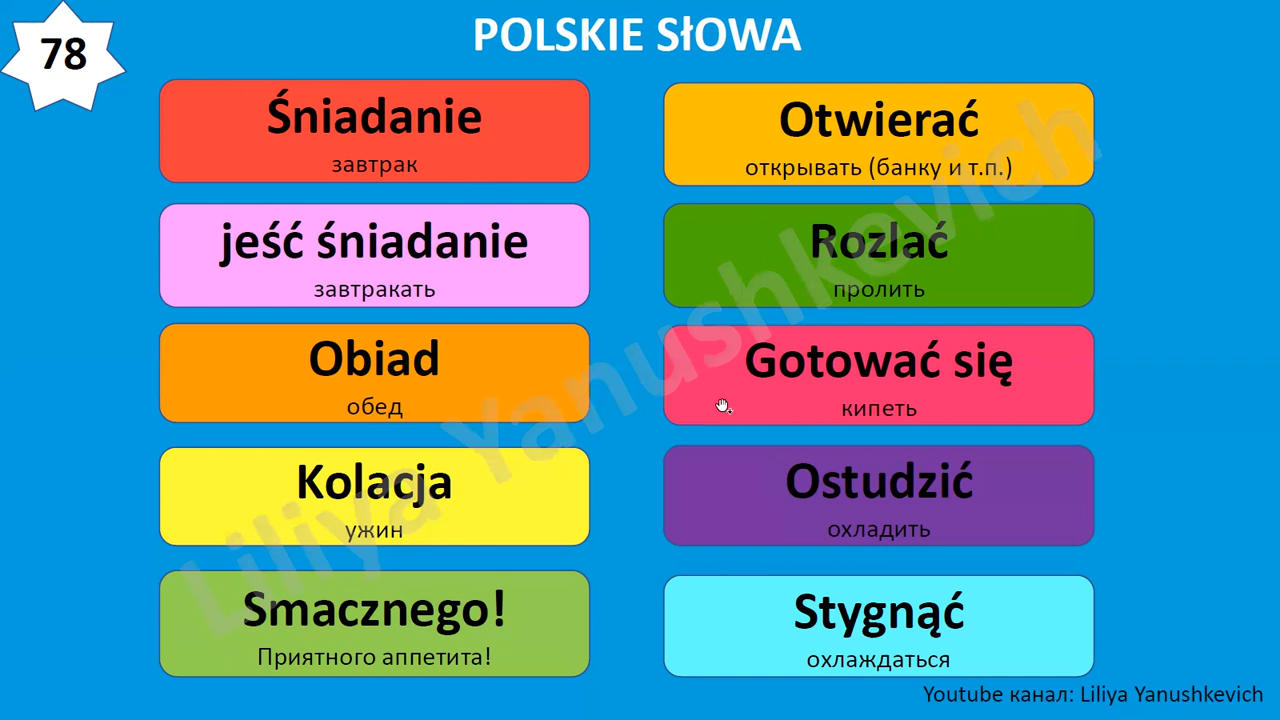 78
POLSKIE SłOWA
Śniadanie
завтрак
jeść śniadanie
завтракать
Obiad
обед
Kolacja
ужин
Smacznego!
Приятного аппетита!
Otwierać
открывать (банку и т.п.)
Rozlać
пролить
Gotować się
кипеть
Ostudzić
охладить
Stygnąć
охлаждаться
Liliya Yanushkevich
Youtube канал: Liliya Yanushkevich